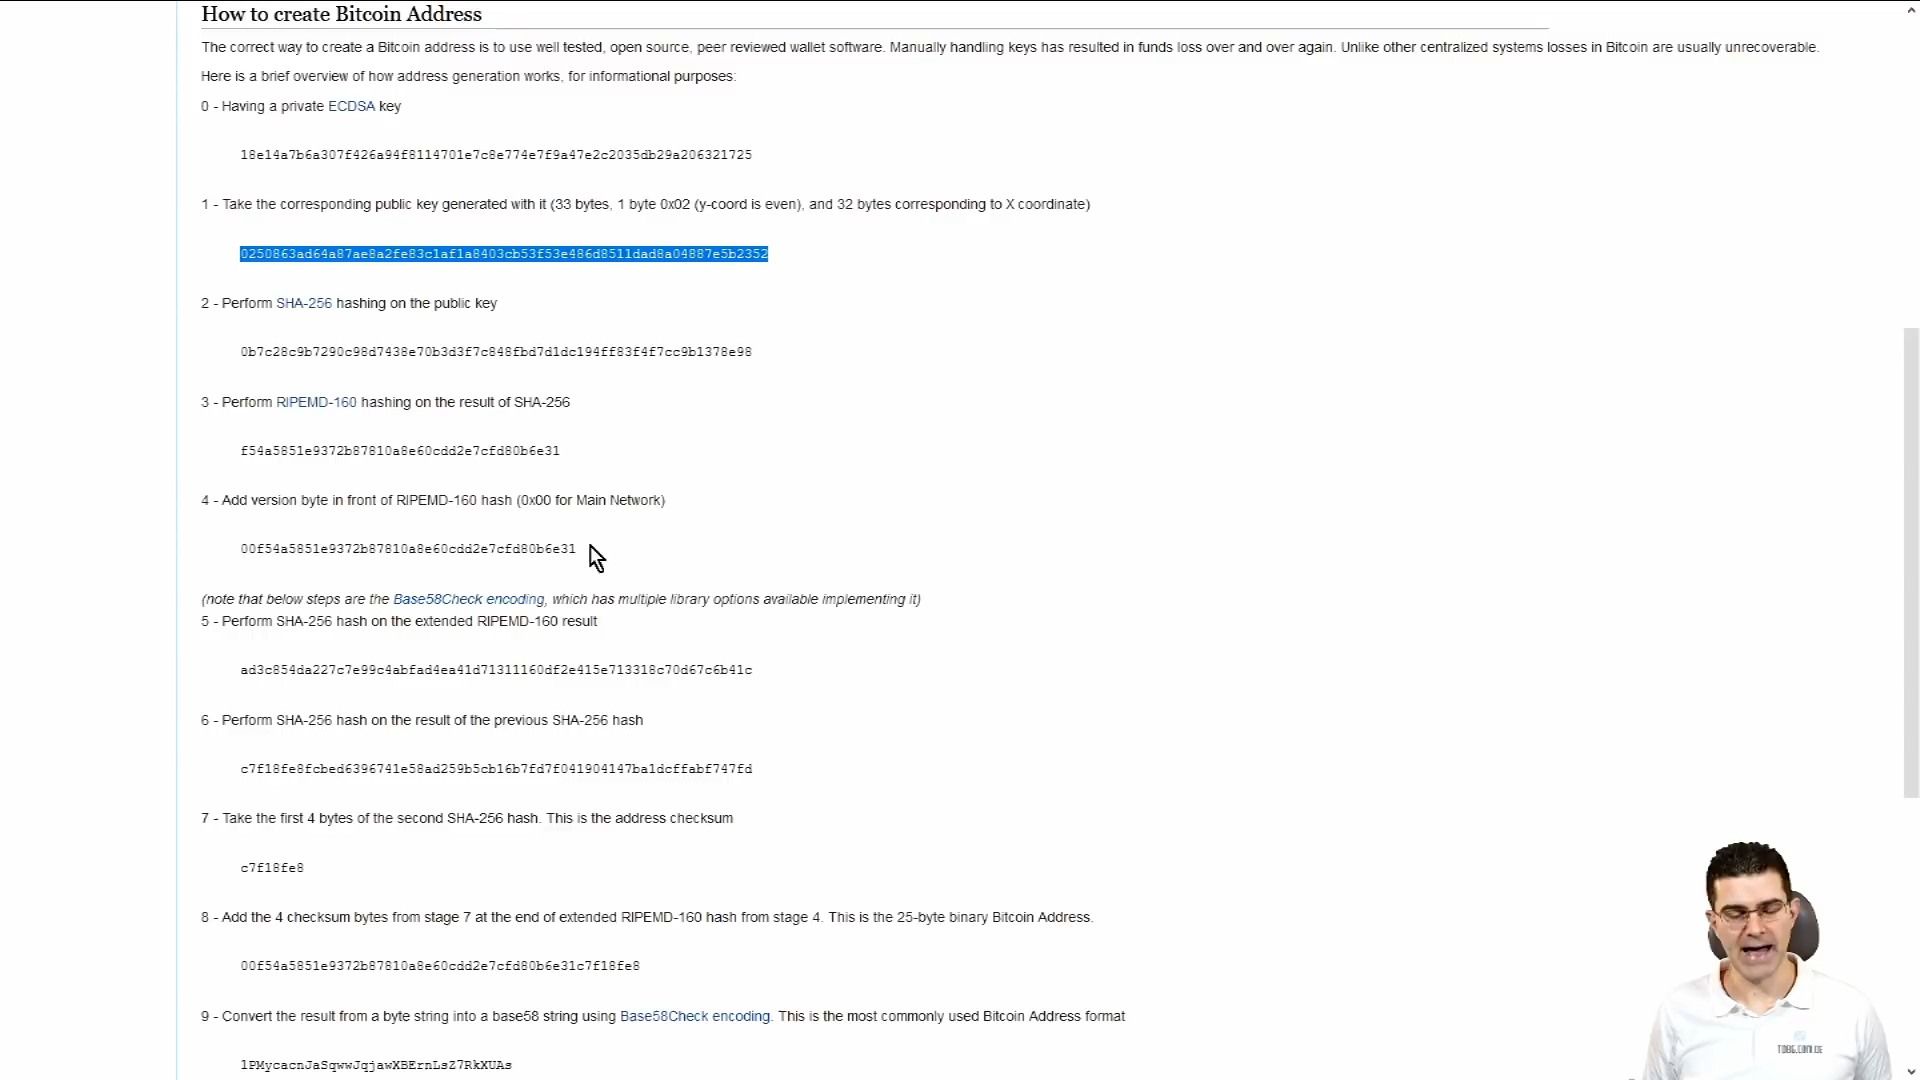 How to create Bitcoin Address
The correct way to create a Bitcoin address is to use well tested, open source, peer reviewed wallet software. Manually handling keys has resulted in funds loss over and over again. Unlike other centralized systems losses in Bitcoin are usually unrecoverable.
Here is a brief overview of how address generation works, for informational purposes:
0 - Having a private ECDSA key
18e14a7b6a307f426a94f8114701e7c8e774e7f9a47e2c2035db29a206321725
1 - Take the corresponding public key generated with it (33 bytes, 1 byte 0x02 (y-coord is even), and 32 bytes corresponding to X coordinate)
0250863ad64a87ae8a2fe83c1af1a8403cb53f53e486d8511dad8a04887e5b2352
2 - Perform SHA-256 hashing on the public key
0b7c28c9b7290c98d7438e70b3d3f7c848fbd7d1dc194ff83f4f7cc9b1378e98
3 - Perform RIPEMD-160 hashing on the result of SHA-256
f54a5851e9372b87810a8e60cdd2e7cfd80b6e31
4 - Add version byte in front of RIPEMD-160 hash (0x00 for Main Network)
00f54a5851e9372b87810a8e60cdd2e7cfd80b6e31
(note that below steps are the Base58Check encoding, which has multiple library options available implementing it)
5 - Perform SHA-256 hash on the extended RIPEMD-160 result
ad3c854da227c7e99c4abfad4ea41d71311160df2e415e713318c70d67c6b41c
6 - Perform SHA-256 hash on the result of the previous SHA-256 hash
c7f18fe8fcbed6396741e58ad259b5cb16b7fd7f041904147ba1dcffabf747fd
7 - Take the first 4 bytes of the second SHA-256 hash. This is the address checksum
c7f18fe8
8 - Add the 4 checksum bytes from stage 7 at the end of extended RIPEMD-160 hash from stage 4. This is the 25-byte binary Bitcoin Address.
00f54a5851e9372b87810a8e60cdd2e7cfd80b6e31c7f18fe8
9 - Convert the result from a byte string into a base58 string using Base58Check encoding. This is the most commonly used Bitcoin Address format
1PMycacnJaSqwwJqjawXBErnLsZ7RkXUAs